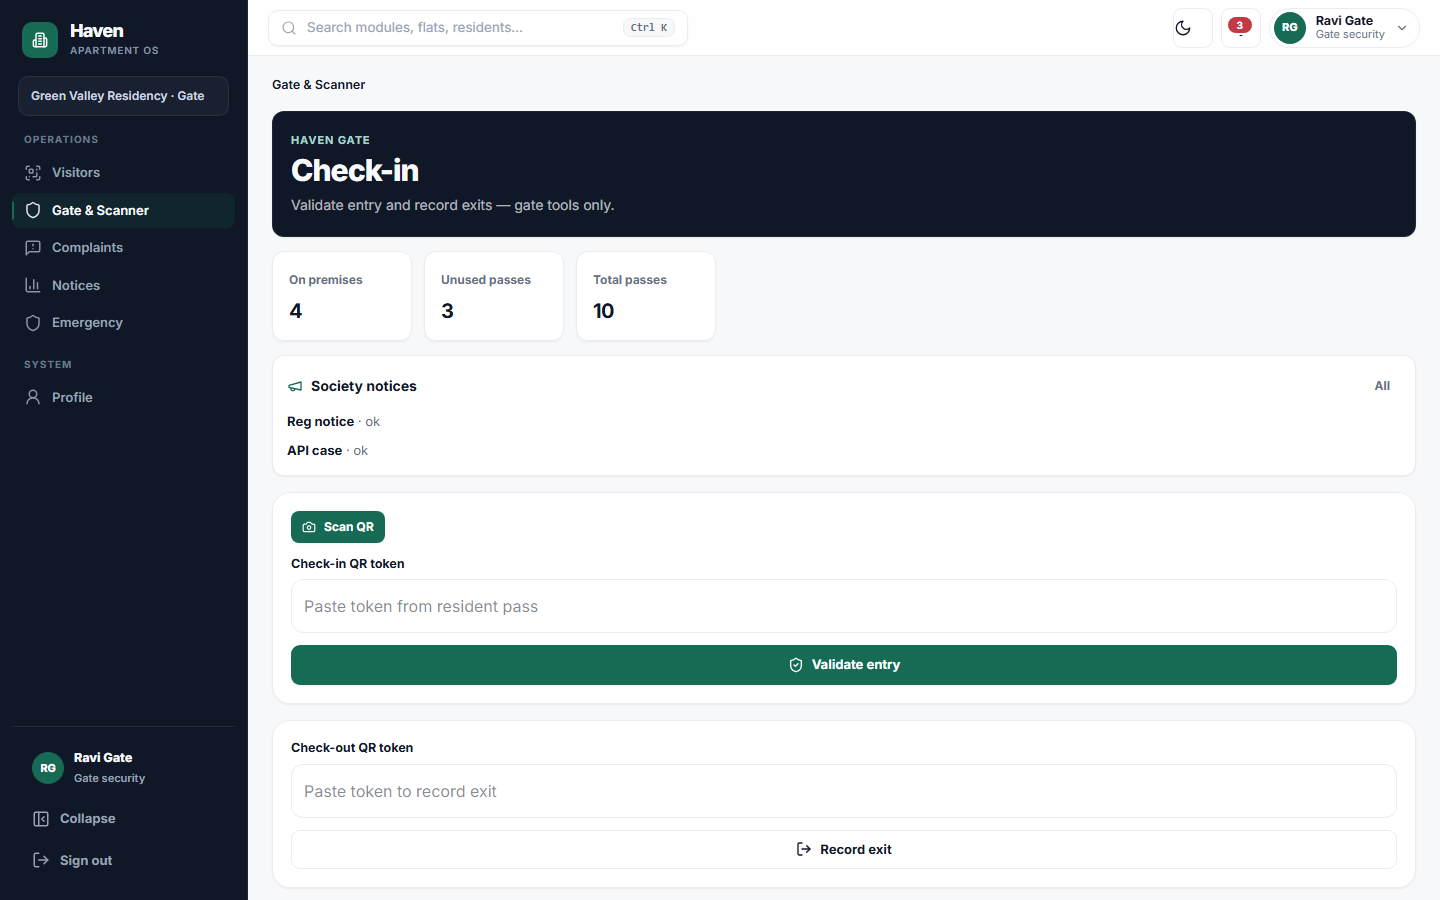 Haven
APARTMENT OS
Green Valley Residency · Gate
OPERATIONS
Visitors
Gate & Scanner
Complaints
Notices
Emergency
SYSTEM
Profile
RG
Ravi Gate
Gate security
Collapse
Sign out
Search modules, flats, residents...
Ctrl K
3
RG
Ravi Gate
Gate security
Gate & Scanner
HAVEN GATE
Check-in
Validate entry and record exits — gate tools only.
On premises
4
Unused passes
3
Total passes
10
Society notices
All
Reg notice · ok
API case · ok
Scan QR
Check-in QR token
Paste token from resident pass
Validate entry
Check-out QR token
Paste token to record exit
Record exit